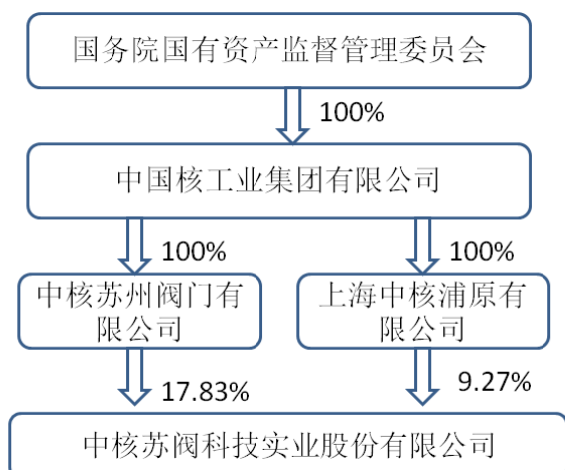 国务院国有资产监督管理委员会
100%
中国核工业集团有限公司
100%
100%
中核苏州阀门有
限公司
上海中核浦原有
限公司
17.83%
9.27%
中核苏阀科技实业股份有限公司